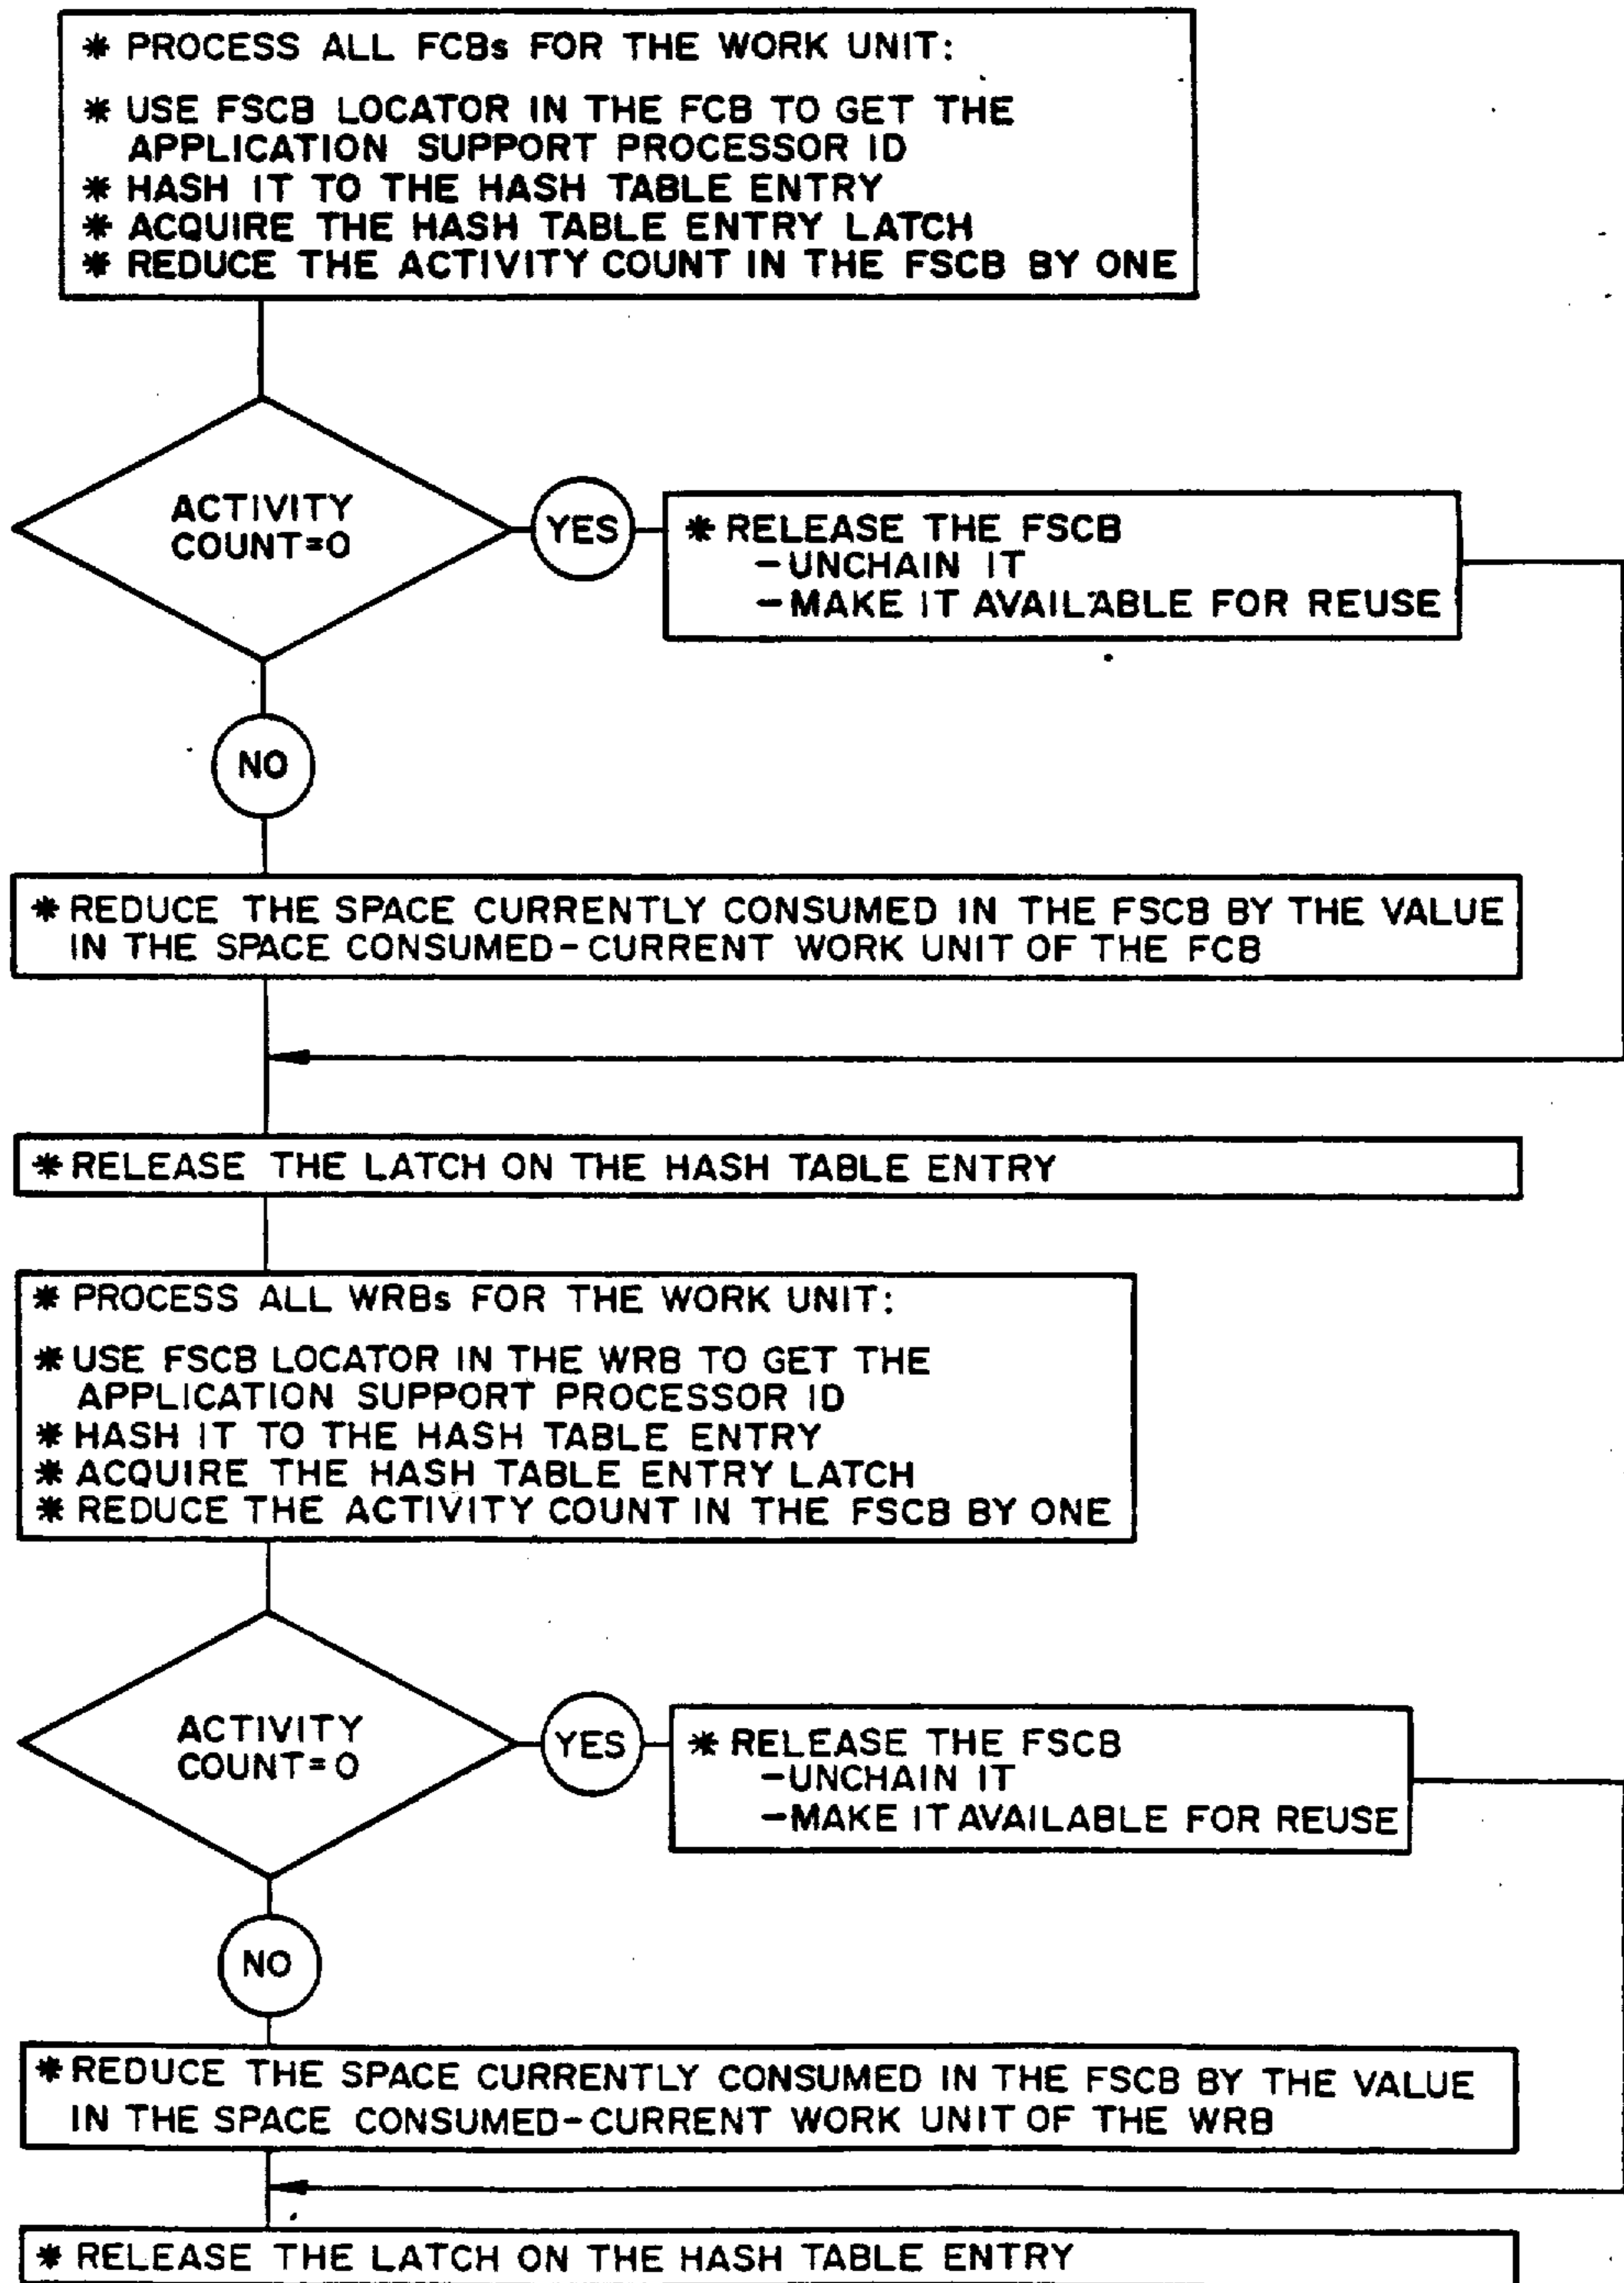 * PROCESS ALL FCBs FOR THE WORK UNIT:
* USE FSCB LOCATOR IN THE FCB TO GET THE
APPLICATION SUPPORT PROCESSOR ID
* HASH IT TO THE HASH TABLE ENTRY
* ACQUIRE THE HASH TABLE ENTRY LATCH
* REDUCE THE ACTIVITY COUNT IN THE FSCB BY ONE
ACTIVITY
COUNT=0
YES
* RELEASE THE FSCB
-UNCHAIN IT
-MAKE IT AVAILABLE FOR REUSE
NO
* REDUCE THE SPACE CURRENTLY CONSUMED IN THE FSCB BY THE VALUE
IN THE SPACE CONSUMED-CURRENT WORK UNIT OF THE FCB
* RELEASE THE LATCH ON THE HASH TABLE ENTRY
* PROCESS ALL WRBs FOR THE WORK UNIT:
* USE FSCB LOCATOR IN THE WRB TO GET THE
APPLICATION SUPPORT PROCESSOR ID
* HASH IT TO THE HASH TABLE ENTRY
* ACQUIRE THE HASH TABLE ENTRY LATCH
* REDUCE THE ACTIVITY COUNT IN THE FSCB BY ONE
ACTIVITY
COUNT=0
YES
* RELEASE THE FSCB
-UNCHAIN IT
-MAKE IT AVAILABLE FOR REUSE
NO
* REDUCE THE SPACE CURRENTLY CONSUMED IN THE FSCB BY THE VALUE
IN THE SPACE CONSUMED-CURRENT WORK UNIT OF THE WRB
* RELEASE THE LATCH ON THE HASH TABLE ENTRY